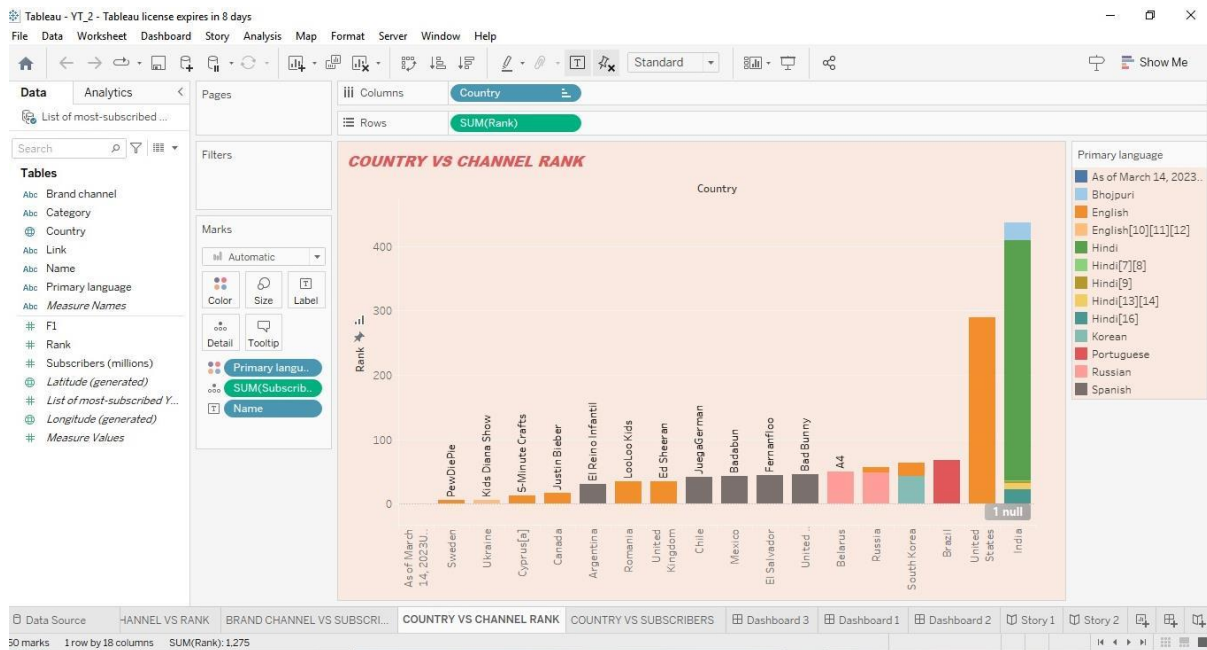 Tableau - YT_2 - Tableau license expires in 8 days
File Data Worksheet Dashboard Story Analysis Map Format Server Window Help
Standard
Show Me
Data Analytics
List of most-subscribed ...
Search
Tables
Abc Brand channel
Abc Category
Country
Abc Link
Abc Name
Abc Primary language
Abc Measure Names
# F1
# Rank
# Subscribers (millions)
Latitude (generated)
# List of most-subscribed Y...
Longitude (generated)
# Measure Values
Pages
Filters
Marks
Automatic
Color Size Label
Detail Tooltip
Primary langu..
SUM(Subscrib..
Name
Columns Country
Rows SUM(Rank)
COUNTRY VS CHANNEL RANK
Country
Rank
400
300
200
100
0
PewDiePie
Kids Diana Show
5-Minute Crafts
Justin Bieber
El Reino Infantil
LooLoo Kids
Ed Sheeran
JuegaGerman
Badabun
Fernanfloo
Bad Bunny
A4
1 null
As of March
14, 2023U..
Sweden
Ukraine
Cyprus[a]
Canada
Argentina
Romania
United
Kingdom
Chile
Mexico
El Salvador
United ..
Belarus
Russia
South Korea
Brazil
United
States
India
Primary language
As of March 14, 2023..
Bhojpuri
English
English[10][11][12]
Hindi
Hindi[7][8]
Hindi[9]
Hindi[13][14]
Hindi[16]
Korean
Portuguese
Russian
Spanish
Data Source HANNEL VS RANK BRAND CHANNEL VS SUBSCRI... COUNTRY VS CHANNEL RANK COUNTRY VS SUBSCRIBERS Dashboard 3 Dashboard 1 Dashboard 2 Story 1 Story 2
50 marks 1 row by 18 columns SUM(Rank): 1,275